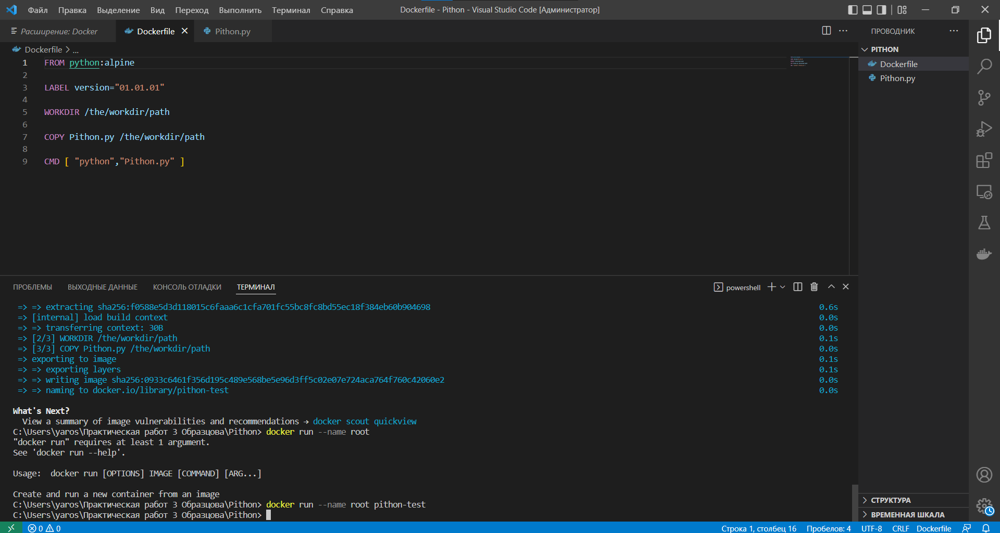 Файл Правка Выделение Вид Переход Выполнить Терминал Справка
Dockerfile - Pithon - Visual Studio Code [Администратор]
Расширение: Docker
Dockerfile
Pithon.py
ПРОВОДНИК
Dockerfile > ...
PITHON
Dockerfile
Pithon.py
1 FROM python:alpine
2
3 LABEL version="01.01.01"
4
5 WORKDIR /the/workdir/path
6
7 COPY Pithon.py /the/workdir/path
8
9 CMD [ "python","Pithon.py" ]
ПРОБЛЕМЫ ВЫХОДНЫЕ ДАННЫЕ КОНСОЛЬ ОТЛАДКИ ТЕРМИНАЛ
powershell
=> => extracting sha256:f0588e5d3d118015c6faaa6c1cfa701fc55bc8fc8bd55ec18f384eb60b904698 0.6s
=> [internal] load build context 0.0s
=> => transferring context: 30B 0.0s
=> [2/3] WORKDIR /the/workdir/path 0.1s
=> [3/3] COPY Pithon.py /the/workdir/path 0.0s
=> exporting to image 0.1s
=> => exporting layers 0.1s
=> => writing image sha256:0933c6461f356d195c489e568be5e96d3ff5c02e07e724aca764f760c42060e2 0.0s
=> => naming to docker.io/library/pithon-test 0.0s
What's Next?
View a summary of image vulnerabilities and recommendations → docker scout quickview
C:\Users\yaros\Практическая работ 3 Образцова\Pithon> docker run --name root
"docker run" requires at least 1 argument.
See 'docker run --help'.
Usage:  docker run [OPTIONS] IMAGE [COMMAND] [ARG...]
Create and run a new container from an image
C:\Users\yaros\Практическая работ 3 Образцова\Pithon> docker run --name root pithon-test
C:\Users\yaros\Практическая работ 3 Образцова\Pithon>
СТРУКТУРА
ВРЕМЕННАЯ ШКАЛА
0 0
Строка 1, столбец 16 Пробелов: 4 UTF-8 CRLF Dockerfile